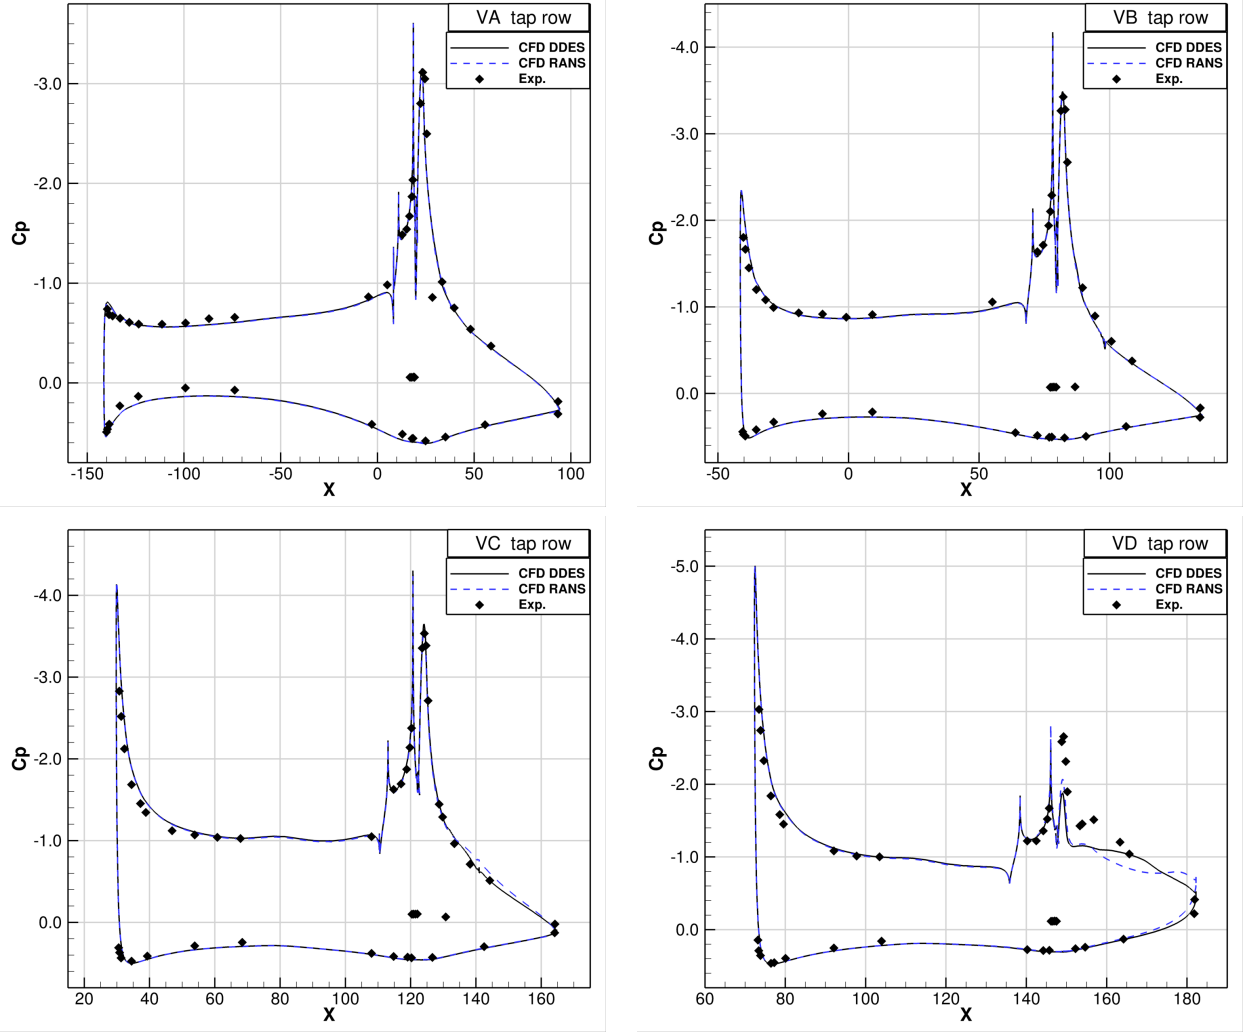 VA tap row
CFD DDES
CFD RANS
Exp.
Cp
-3.0
-2.0
-1.0
0.0
-150
-100
-50
0
50
100
X
VB tap row
CFD DDES
CFD RANS
Exp.
Cp
-4.0
-3.0
-2.0
-1.0
0.0
-50
0
50
100
X
VC tap row
CFD DDES
CFD RANS
Exp.
Cp
-4.0
-3.0
-2.0
-1.0
0.0
20
40
60
80
100
120
140
160
X
VD tap row
CFD DDES
CFD RANS
Exp.
Cp
-5.0
-4.0
-3.0
-2.0
-1.0
0.0
60
80
100
120
140
160
180
X